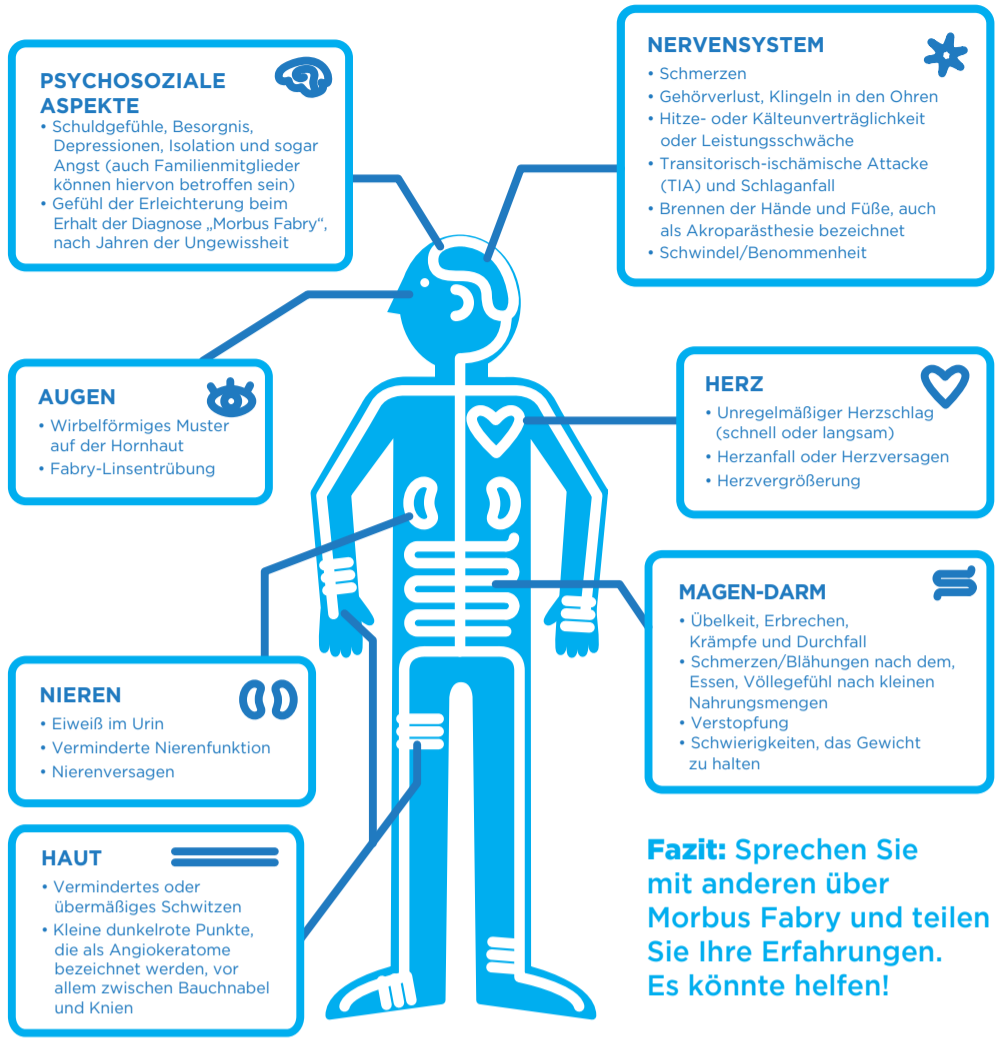 PSYCHOSOZIALE
ASPEKTE
• Schuldgefühle, Besorgnis,
Depressionen, Isolation und sogar
Angst (auch Familienmitglieder
können hiervon betroffen sein)
• Gefühl der Erleichterung beim
Erhalt der Diagnose „Morbus Fabry“,
nach Jahren der Ungewissheit
NERVENSYSTEM
• Schmerzen
• Gehörverlust, Klingeln in den Ohren
• Hitze- oder Kälteunverträglichkeit
oder Leistungsschwäche
• Transitorisch-ischämische Attacke
(TIA) und Schlaganfall
• Brennen der Hände und Füße, auch
als Akroparästhesie bezeichnet
• Schwindel/Benommenheit
AUGEN
• Wirbelförmiges Muster
auf der Hornhaut
• Fabry-Linsentrübung
HERZ
• Unregelmäßiger Herzschlag
(schnell oder langsam)
• Herzanfall oder Herzversagen
• Herzvergrößerung
NIEREN
• Eiweiß im Urin
• Verminderte Nierenfunktion
• Nierenversagen
MAGEN-DARM
• Übelkeit, Erbrechen,
Krämpfe und Durchfall
• Schmerzen/Blähungen nach dem,
Essen, Völlegefühl nach kleinen
Nahrungsmengen
• Verstopfung
• Schwierigkeiten, das Gewicht
zu halten
HAUT
• Vermindertes oder
übermäßiges Schwitzen
• Kleine dunkelrote Punkte,
die als Angiokeratome
bezeichnet werden, vor
allem zwischen Bauchnabel
und Knien
Fazit: Sprechen Sie
mit anderen über
Morbus Fabry und teilen
Sie Ihre Erfahrungen.
Es könnte helfen!